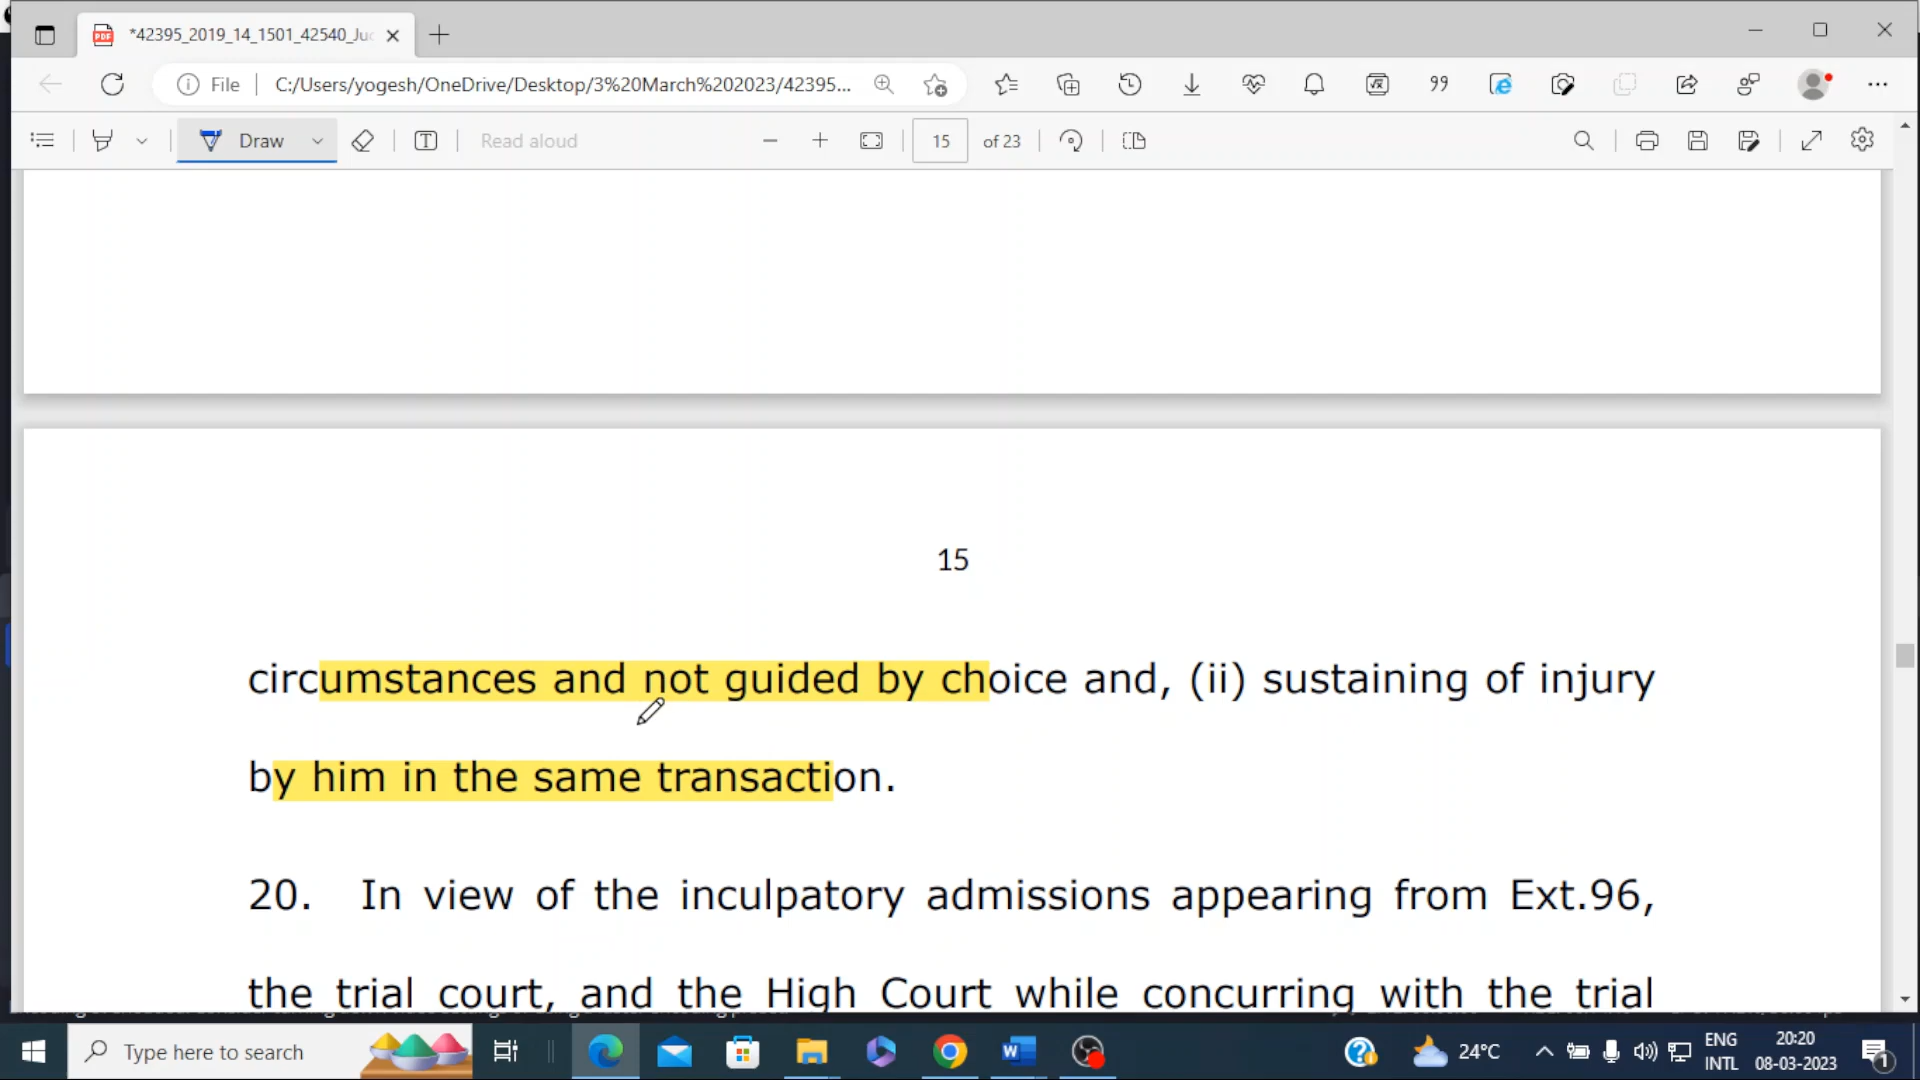 *42395_2019_14_1501_42540_Juc
File
C:/Users/yogesh/OneDrive/Desktop/3%20March%202023/42395...
Draw
Read aloud
15
of 23
15
circumstances and not guided by choice and, (ii) sustaining of injury
by him in the same transaction.
20. In view of the inculpatory admissions appearing from Ext.96,
the trial court, and the High Court while concurring with the trial
Type here to search
24°C
ENG
INTL
20:20
08-03-2023
1